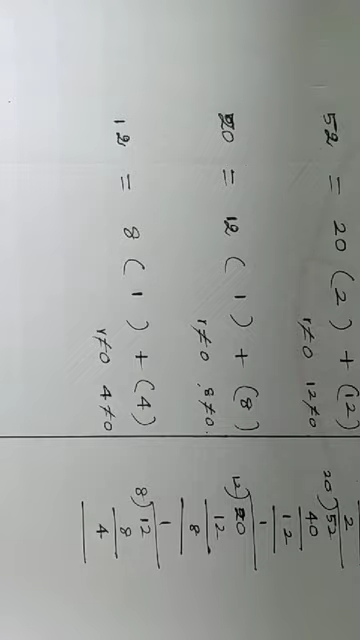 52 = 20 ( 2 ) + (12)
r≠0 12≠0
20 = 12 ( 1 ) + (8)
r≠0 8≠0.
12 = 8 ( 1 ) + (4)
r≠0 4≠0
2
20)52
40
12
1
12)20
12
8
1
8)12
8
4